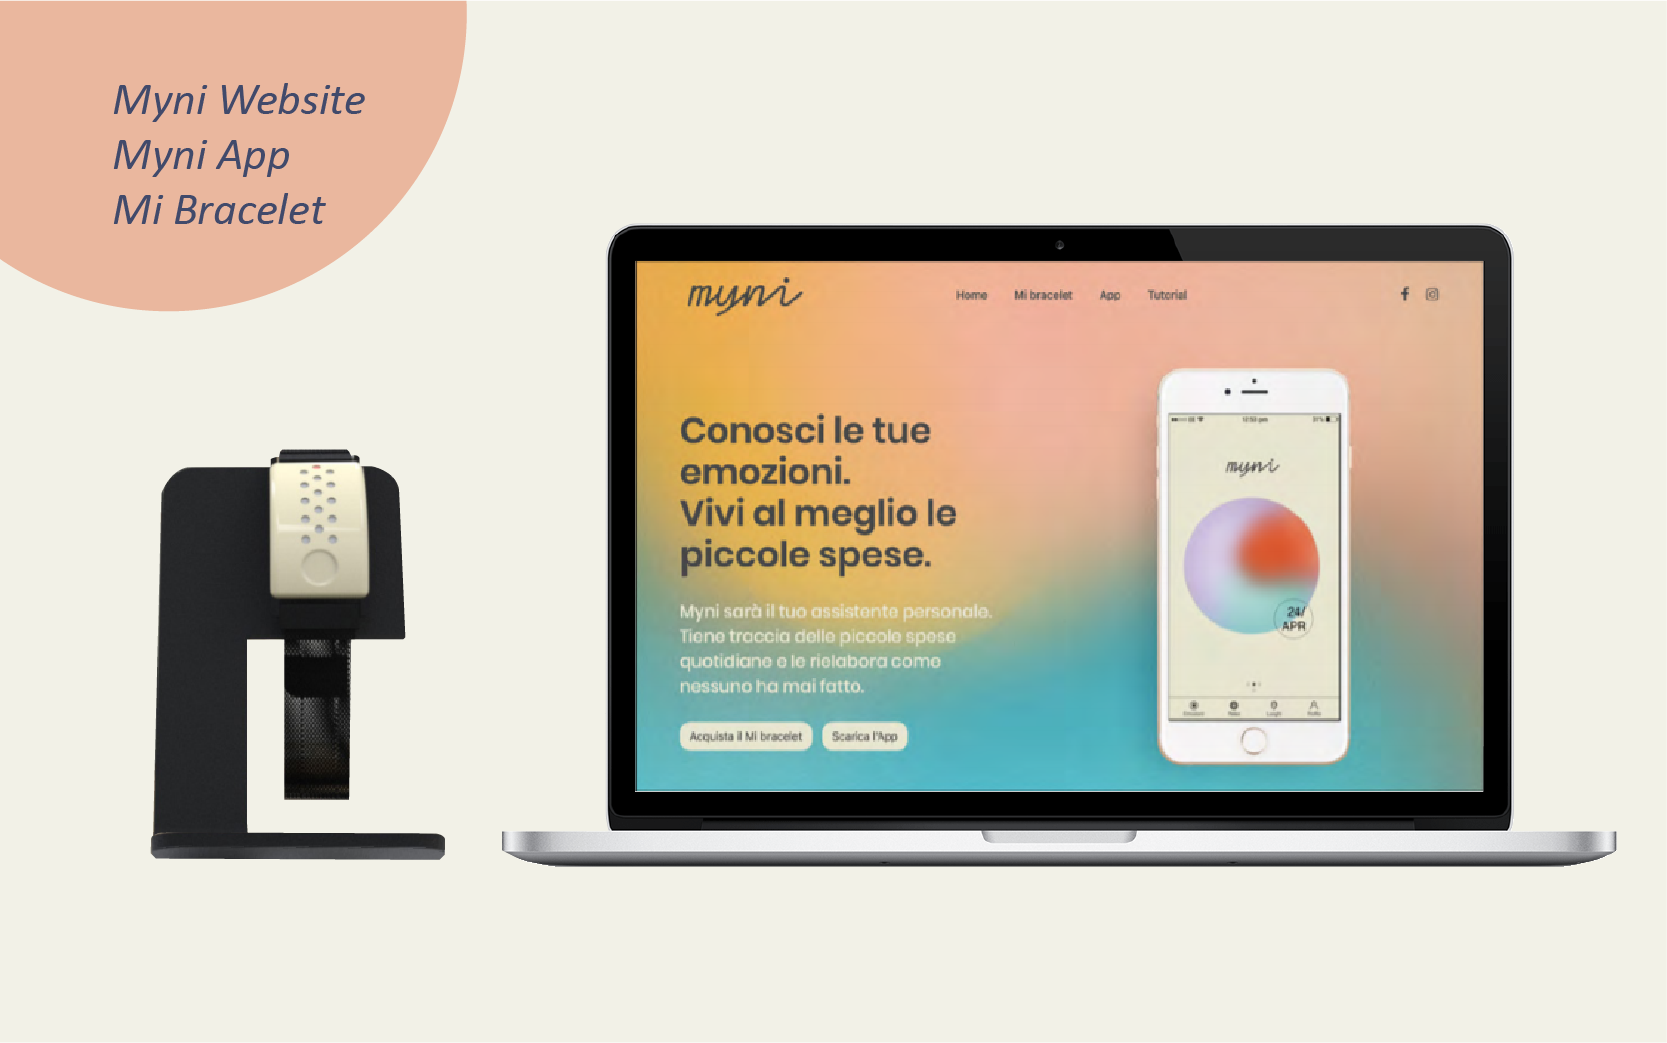 Myni Website
Myni App
Mi Bracelet
myni
Home Mi bracelet App Tutorial
Conosci le tue
emozioni.
Vivi al meglio le
piccole spese.
Myni sarà il tuo assistente personale.
Tiene traccia delle piccole spese
quotidiane e le rielabora come
nessuno ha mai fatto.
Acquista il Mi bracelet Scarica l'App
myni
24/
APR